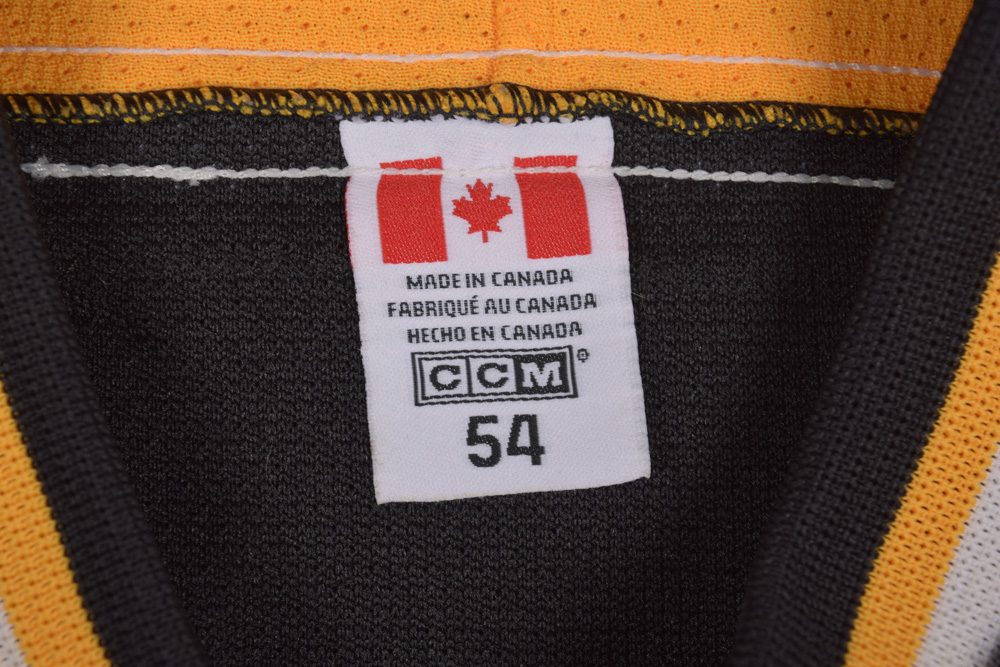 MADE IN CANADA
FABRIQUÉ AU CANADA
HECHO EN CANADA
CCM®
54